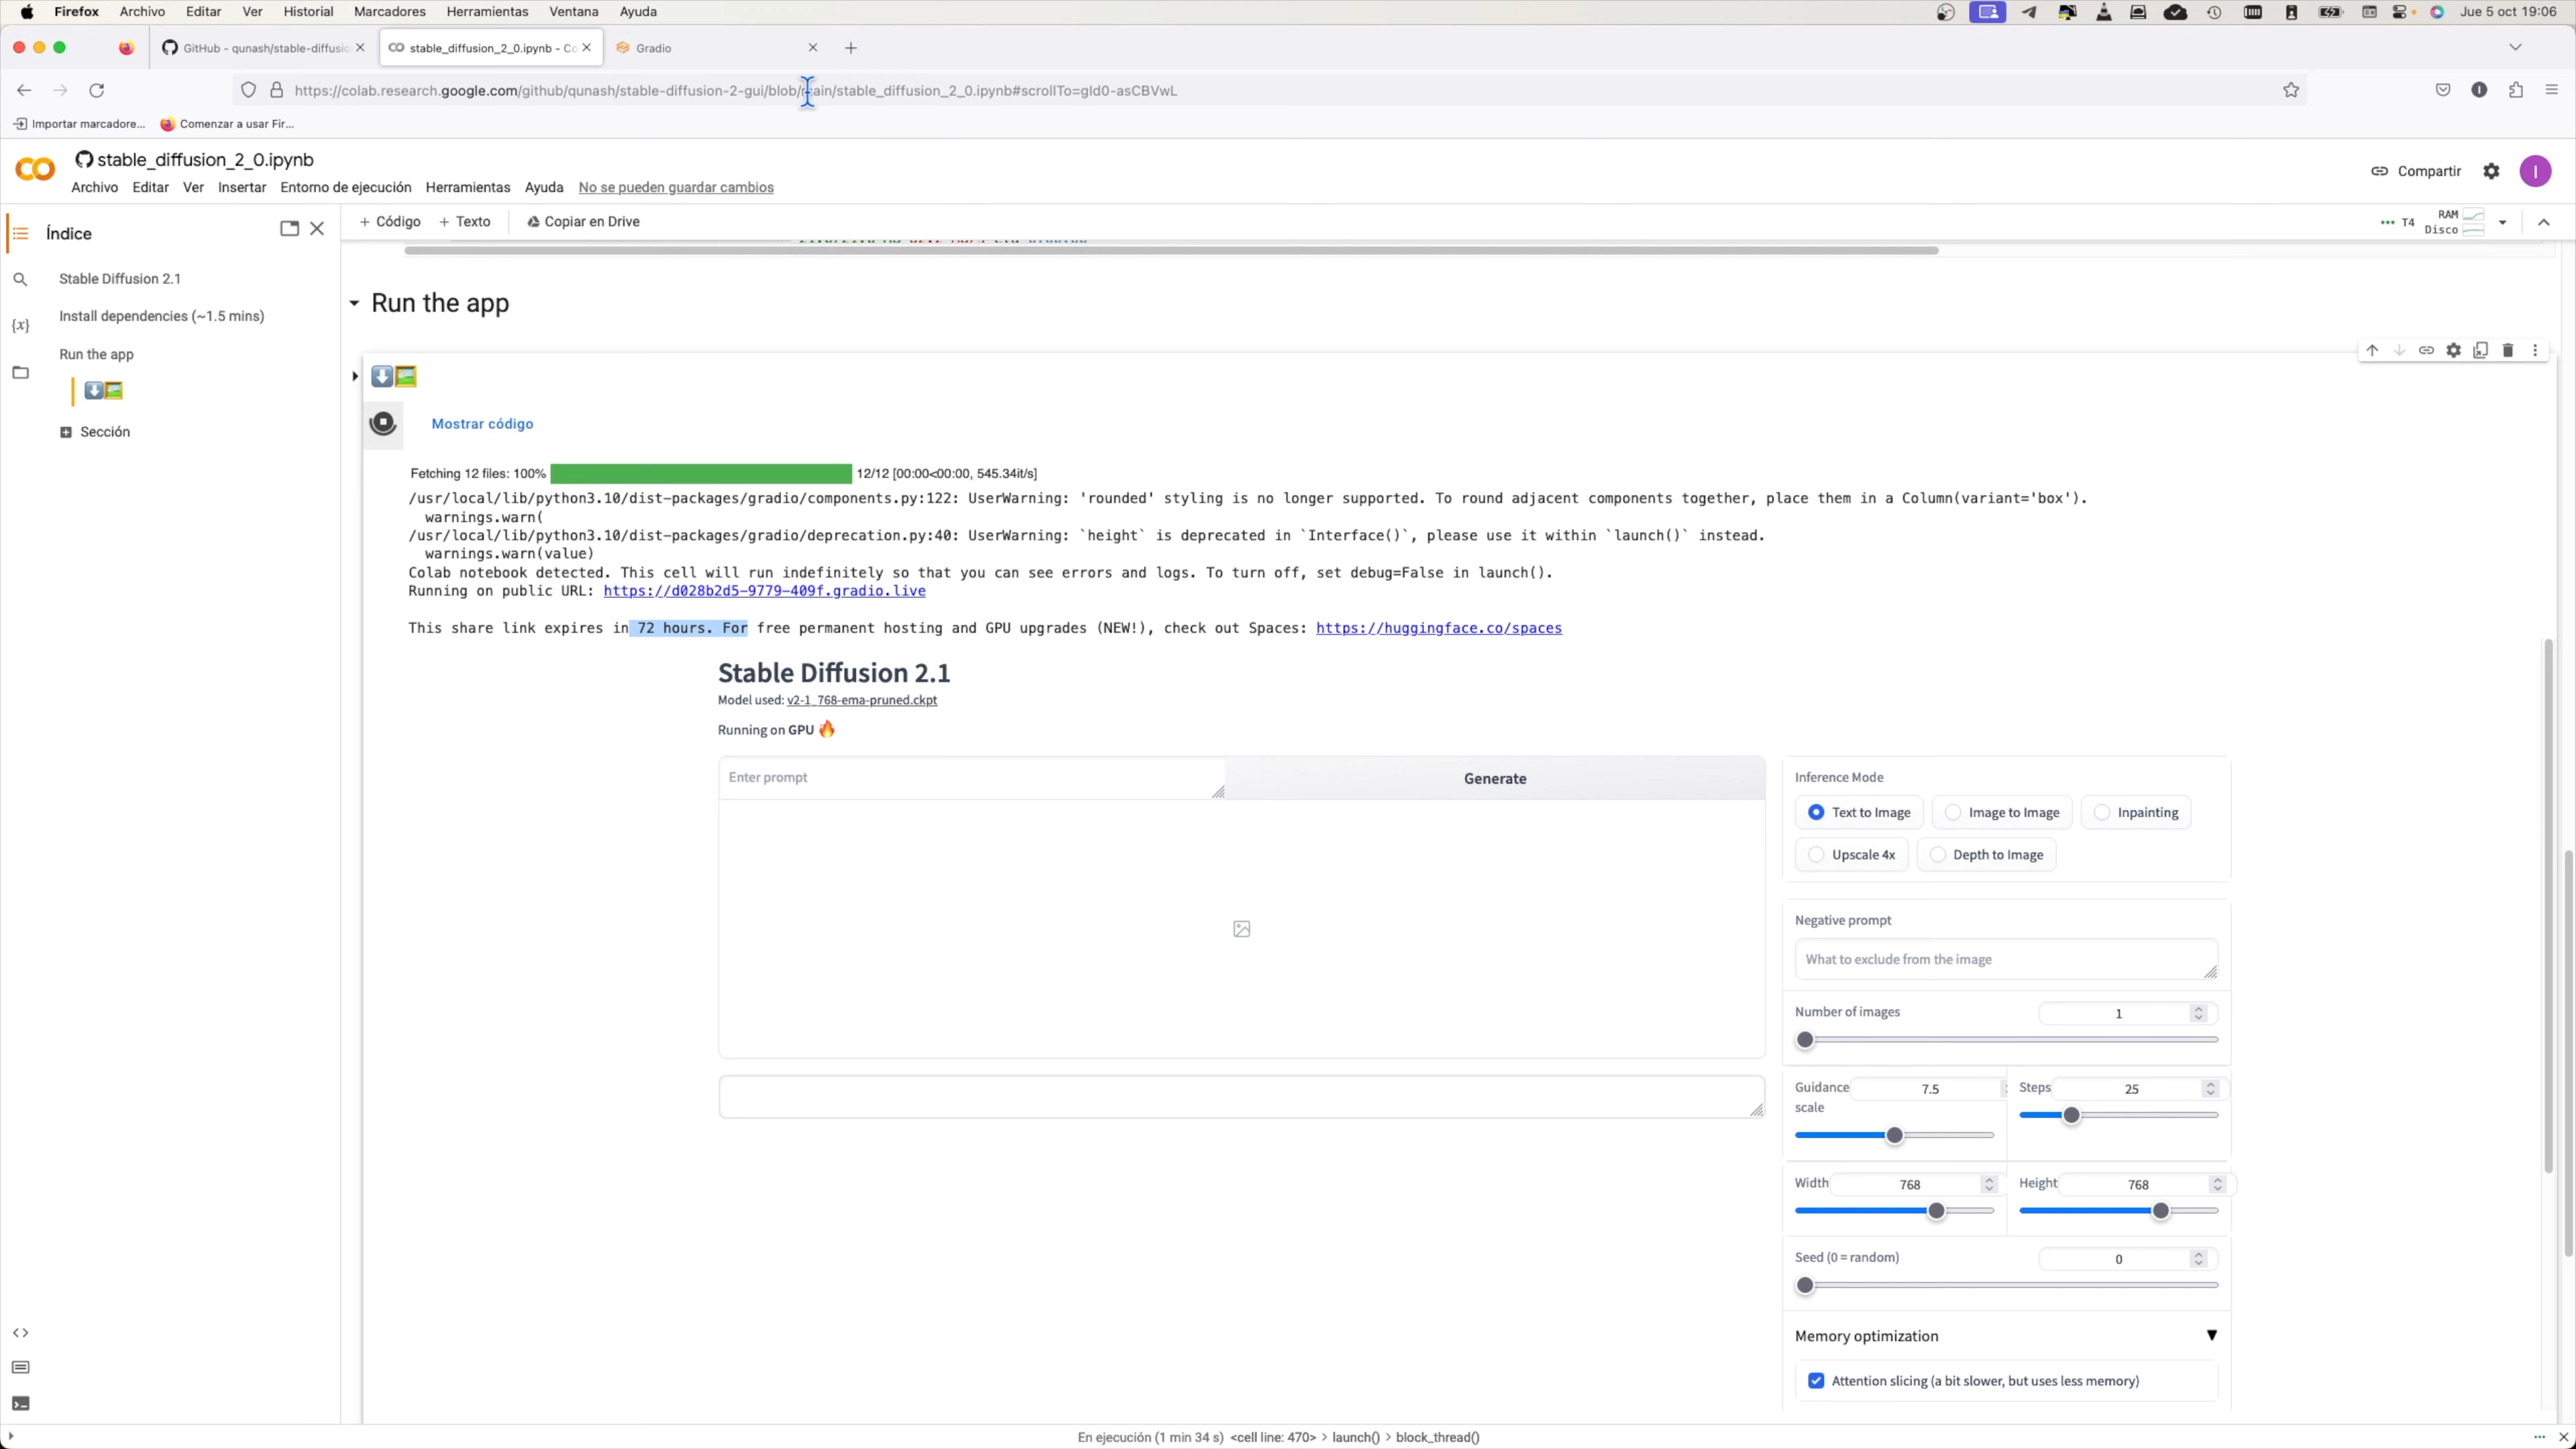 Firefox Archivo Editar Ver Historial Marcadores Herramientas Ventana Ayuda
Jue 5 oct 19:06
GitHub - qunash/stable-diffusio
stable_diffusion_2_0.ipynb - Co
Gradio
https://colab.research.google.com/github/qunash/stable-diffusion-2-gui/blob/main/stable_diffusion_2_0.ipynb#scrollTo=gId0-asCBVwL
Importar marcadore... Comenzar a usar Fir...
stable_diffusion_2_0.ipynb
Archivo Editar Ver Insertar Entorno de ejecución Herramientas Ayuda No se pueden guardar cambios
Compartir
I
Índice
+ Código + Texto Copiar en Drive
T4 RAM
Disco
Stable Diffusion 2.1
Install dependencies (~1.5 mins)
Run the app
Sección
{x}
Run the app
Mostrar código
Fetching 12 files: 100% 12/12 [00:00<00:00, 545.34it/s]
/usr/local/lib/python3.10/dist-packages/gradio/components.py:122: UserWarning: 'rounded' styling is no longer supported. To round adjacent components together, place them in a Column(variant='box').
warnings.warn(
/usr/local/lib/python3.10/dist-packages/gradio/deprecation.py:40: UserWarning: `height` is deprecated in `Interface()`, please use it within `launch()` instead.
warnings.warn(value)
Colab notebook detected. This cell will run indefinitely so that you can see errors and logs. To turn off, set debug=False in launch().
Running on public URL: https://d028b2d5-9779-409f.gradio.live
This share link expires in 72 hours. For free permanent hosting and GPU upgrades (NEW!), check out Spaces: https://huggingface.co/spaces
Stable Diffusion 2.1
Model used: v2-1_768-ema-pruned.ckpt
Running on GPU 🔥
Enter prompt
Generate
Inference Mode
Text to Image Image to Image Inpainting
Upscale 4x Depth to Image
Negative prompt
What to exclude from the image
Number of images 1
Guidance scale 7.5
Steps 25
Width 768
Height 768
Seed (0 = random) 0
Memory optimization
Attention slicing (a bit slower, but uses less memory)
En ejecución (1 min 34 s) <cell line: 470> > launch() > block_thread()